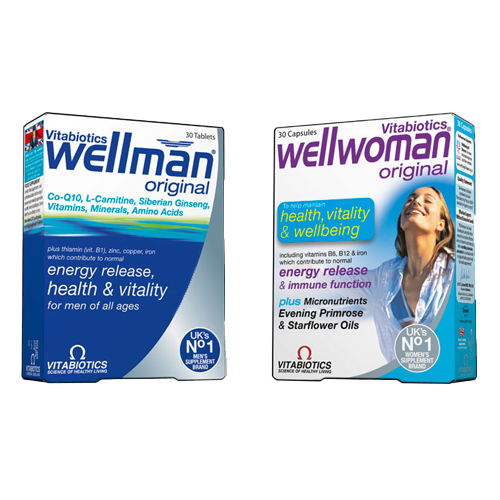 30 Tablets
Vitabiotics
wellman®
original
Co-Q10, L-Carnitine, Siberian Ginseng,
Vitamins, Minerals, Amino Acids
plus thiamin (vit. B1), zinc, copper, iron
which contribute to normal
energy release,
health & vitality
for men of all ages
UK's
No1
MEN'S SUPPLEMENT
BRAND
VITABIOTICS
SCIENCE OF HEALTHY LIVING
30 Capsules
Vitabiotics
wellwoman®
original
To help maintain
health, vitality
& wellbeing
including vitamins B6, B12 & iron
which contribute to normal
energy release
& immune function
plus Micronutrients
Evening Primrose
& Starflower Oils
UK's
No1
WOMEN'S
SUPPLEMENT
BRAND
VITABIOTICS
SCIENCE OF HEALTHY LIVING